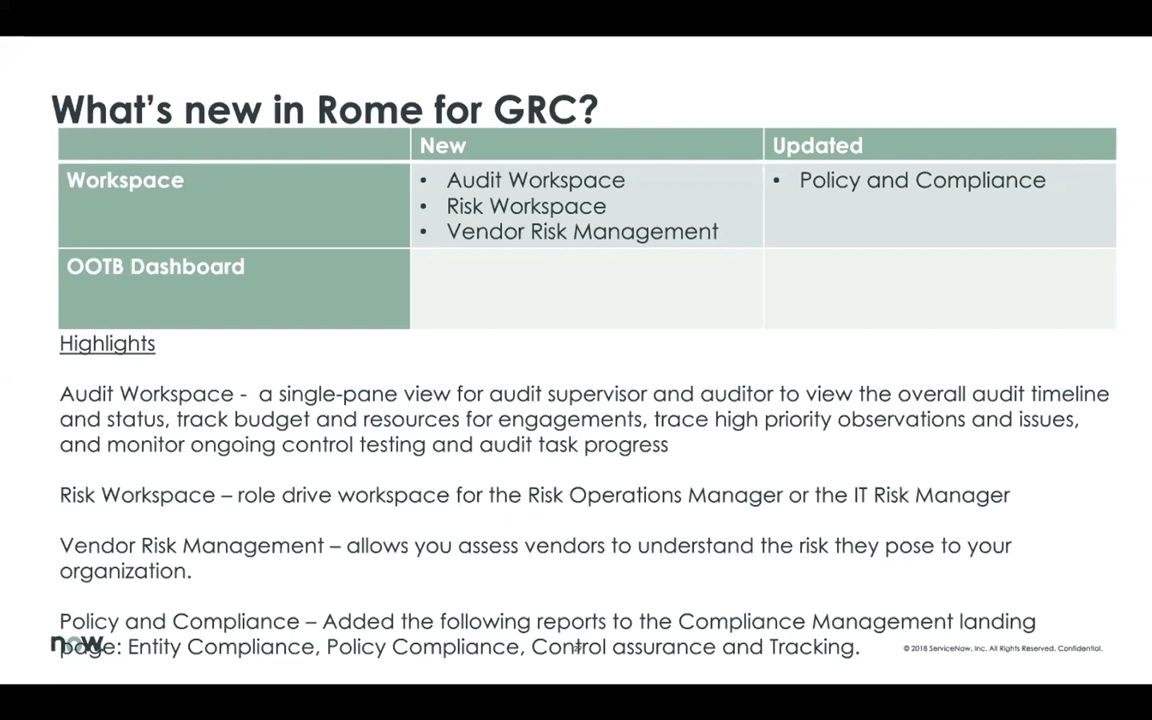 What's new in Rome for GRC?
New
Updated
Workspace
• Audit Workspace
• Risk Workspace
• Vendor Risk Management
• Policy and Compliance
OOTB Dashboard
Highlights
Audit Workspace - a single-pane view for audit supervisor and auditor to view the overall audit timeline
and status, track budget and resources for engagements, trace high priority observations and issues,
and monitor ongoing control testing and audit task progress
Risk Workspace – role drive workspace for the Risk Operations Manager or the IT Risk Manager
Vendor Risk Management – allows you assess vendors to understand the risk they pose to your
organization.
Policy and Compliance – Added the following reports to the Compliance Management landing
page: Entity Compliance, Policy Compliance, Control assurance and Tracking.
now
© 2018 ServiceNow, Inc. All Rights Reserved. Confidential.